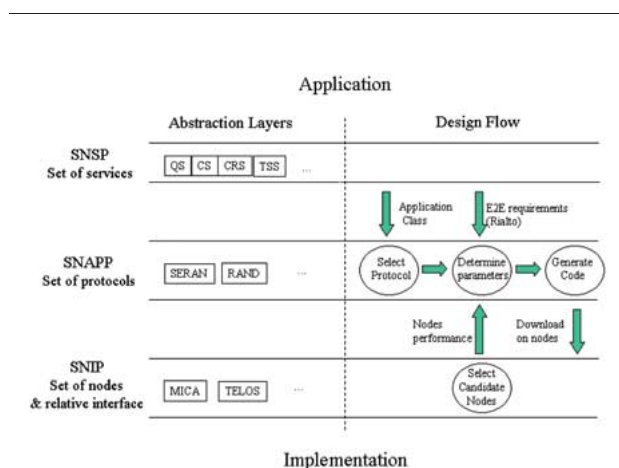 Application
Abstraction Layers
Design Flow
SNSP
Set of services
QS CS CRS TSS ...
Application
Class
E2E requirements
(Rialto)
SNAPP
Set of protocols
SERAN RAND ...
Select
Protocol
Determine
parameters
Generate
Code
Nodes
performance
Download
on nodes
SNIP
Set of nodes
& relative interface
MICA TELOS ...
Select
Candidate
Nodes
Implementation